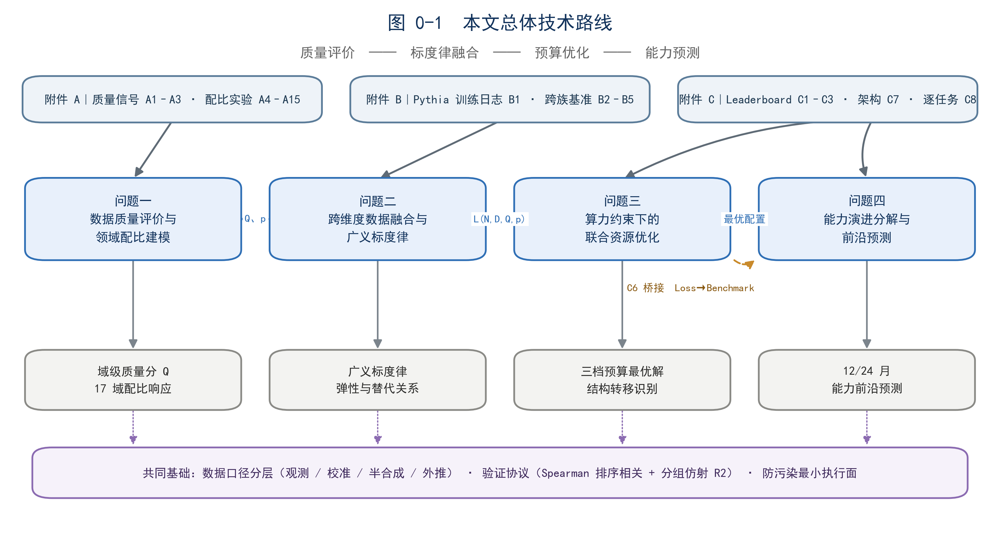 图 0-1 本文总体技术路线
质量评价 —— 标度律融合 —— 预算优化 —— 能力预测
附件 A｜质量信号 A1-A3 · 配比实验 A4-A15
附件 B｜Pythia 训练日志 B1 · 跨族基准 B2-B5
附件 C｜Leaderboard C1-C3 · 架构 C7 · 逐任务 C8
问题一
数据质量评价与
领域配比建模
Q、p
问题二
跨维度数据融合与
广义标度律
L(N,D,Q,p)
问题三
算力约束下的
联合资源优化
最优配置
问题四
能力演进分解与
前沿预测
C6 桥接 Loss→Benchmark
域级质量分 Q
17 域配比响应
广义标度律
弹性与替代关系
三档预算最优解
结构转移识别
12/24 月
能力前沿预测
共同基础：数据口径分层（观测 / 校准 / 半合成 / 外推） · 验证协议（Spearman 排序相关 + 分组仿射 R2） · 防污染最小执行面